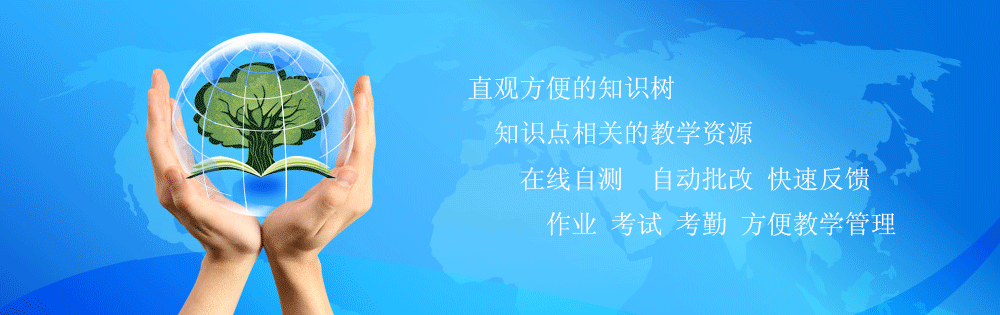 直观方便的知识树
知识点相关的教学资源
在线自测 自动批改 快速反馈
作业 考试 考勤 方便教学管理